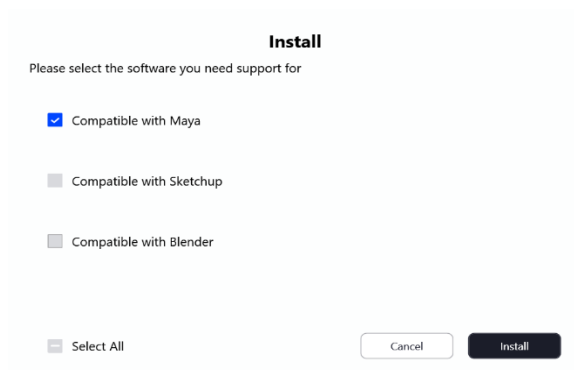 Install
Please select the software you need support for
Compatible with Maya
Compatible with Sketchup
Compatible with Blender
Select All
Cancel
Install